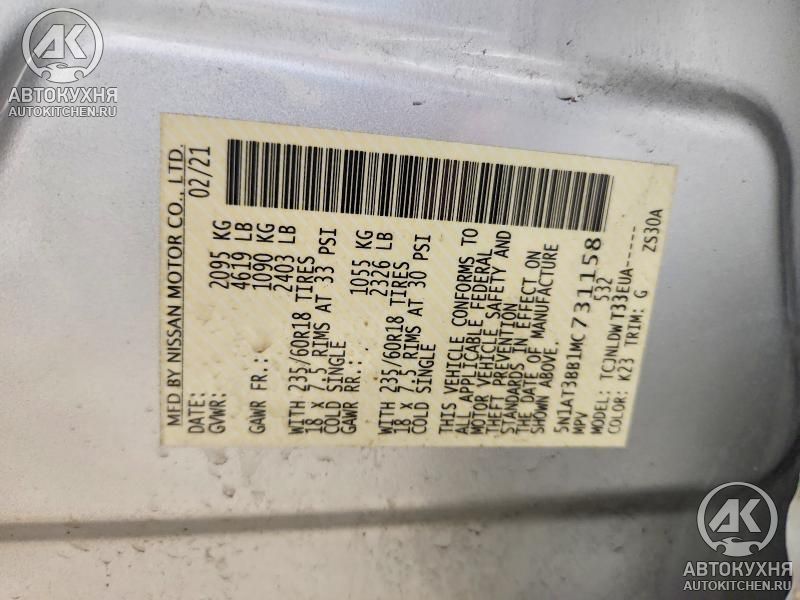 AK
АВТОКУХНЯ
AUTOKITCHEN.RU
MFD BY NISSAN MOTOR CO., LTD.
DATE: 02/21
GVWR: 2095 KG
4619 LB
GAWR FR.: 1090 KG
2403 LB
WITH 235/60R18 TIRES
18 X 7.5 RIMS AT 33 PSI
COLD SINGLE
GAWR RR.: 1055 KG
2326 LB
WITH 235/60R18 TIRES
18 X 7.5 RIMS AT 30 PSI
COLD SINGLE
THIS VEHICLE CONFORMS TO
ALL APPLICABLE FEDERAL
MOTOR VEHICLE SAFETY AND
THEFT PREVENTION
STANDARDS IN EFFECT ON
THE DATE OF MANUFACTURE
SHOWN ABOVE.
5N1AT3BB1MC731158
MPV 532
MODEL: TCJNLDWT33EUA-----
COLOR: K23 TRIM: G ZS30A
AK
АВТОКУХНЯ
AUTOKITCHEN.RU